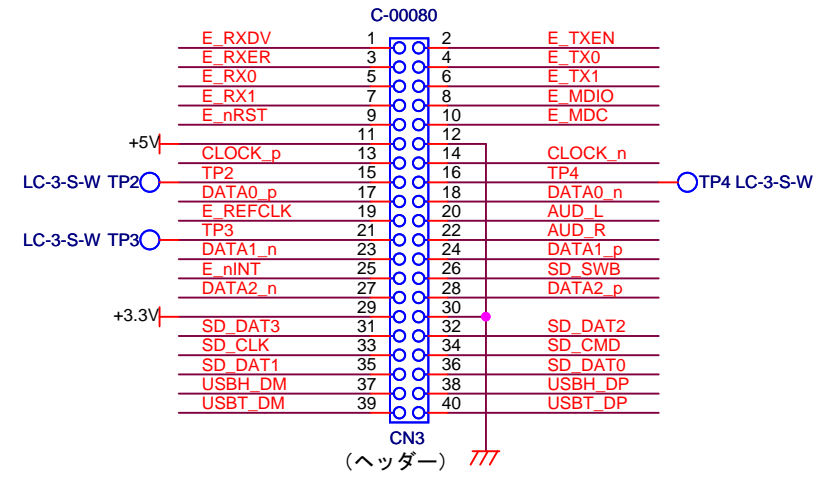 C-00080
E_RXDV 1 2 E_TXEN
E_RXER 3 4 E_TX0
E_RX0 5 6 E_TX1
E_RX1 7 8 E_MDIO
E_nRST 9 10 E_MDC
+5V 11 12
CLOCK_p 13 14 CLOCK_n
LC-3-S-W TP2 TP2 15 16 TP4 TP4 LC-3-S-W
DATA0_p 17 18 DATA0_n
E_REFCLK 19 20 AUD_L
LC-3-S-W TP3 TP3 21 22 AUD_R
DATA1_n 23 24 DATA1_p
E_nINT 25 26 SD_SWB
DATA2_n 27 28 DATA2_p
+3.3V 29 30
SD_DAT3 31 32 SD_DAT2
SD_CLK 33 34 SD_CMD
SD_DAT1 35 36 SD_DAT0
USBH_DM 37 38 USBH_DP
USBT_DM 39 40 USBT_DP
CN3
(ヘッダー)